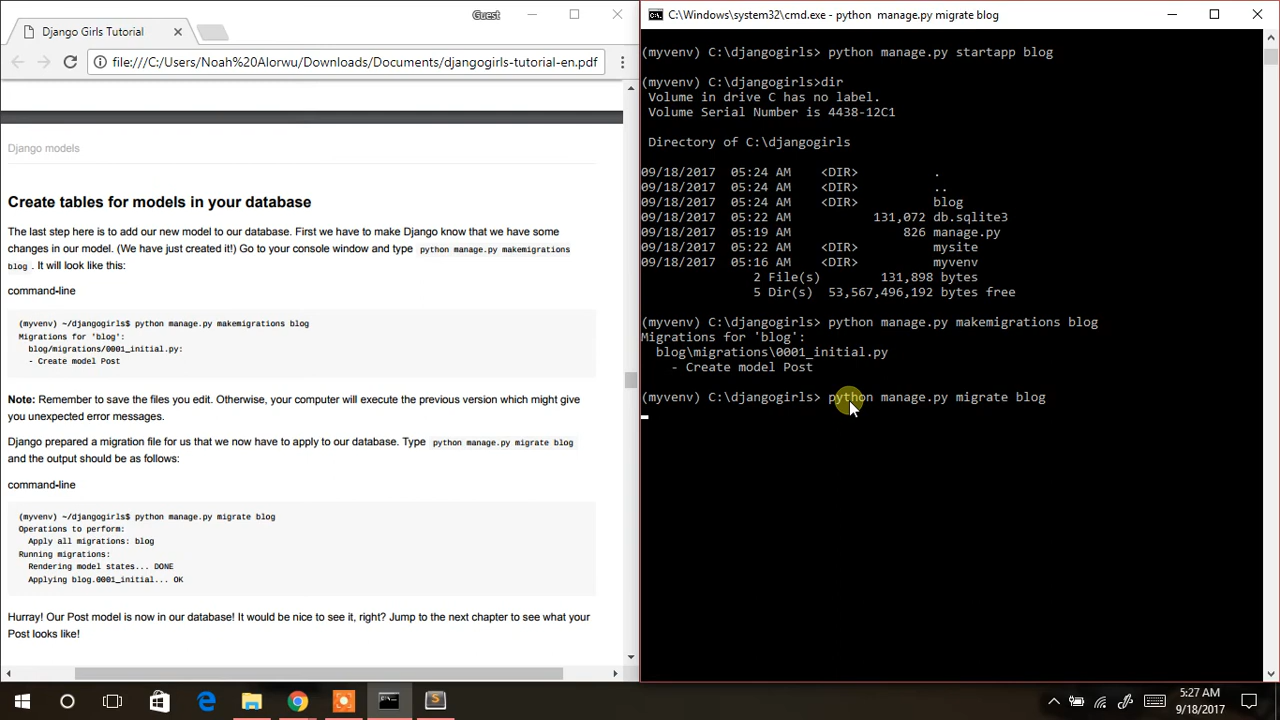 Guest
Django Girls Tutorial
file:///C:/Users/Noah%20Alorwu/Downloads/Documents/djangogirls-tutorial-en.pdf
Django models
Create tables for models in your database
The last step here is to add our new model to our database. First we have to make Django know that we have some
changes in our model. (We have just created it!) Go to your console window and type python manage.py makemigrations
blog . It will look like this:
command-line
(myvenv) ~/djangogirls$ python manage.py makemigrations blog
Migrations for 'blog':
blog/migrations/0001_initial.py:
- Create model Post
Note: Remember to save the files you edit. Otherwise, your computer will execute the previous version which might give
you unexpected error messages.
Django prepared a migration file for us that we now have to apply to our database. Type python manage.py migrate blog
and the output should be as follows:
command-line
(myvenv) ~/djangogirls$ python manage.py migrate blog
Operations to perform:
Apply all migrations: blog
Running migrations:
Rendering model states... DONE
Applying blog.0001_initial... OK
Hurray! Our Post model is now in our database! It would be nice to see it, right? Jump to the next chapter to see what your
Post looks like!
C:\Windows\system32\cmd.exe - python  manage.py migrate blog
(myvenv) C:\djangogirls> python manage.py startapp blog
(myvenv) C:\djangogirls>dir
Volume in drive C has no label.
Volume Serial Number is 4438-12C1
Directory of C:\djangogirls
09/18/2017  05:24 AM    <DIR>          .
09/18/2017  05:24 AM    <DIR>          ..
09/18/2017  05:24 AM    <DIR>          blog
09/18/2017  05:22 AM           131,072 db.sqlite3
09/18/2017  05:19 AM               826 manage.py
09/18/2017  05:22 AM    <DIR>          mysite
09/18/2017  05:16 AM    <DIR>          myvenv
2 File(s)        131,898 bytes
5 Dir(s)  53,567,496,192 bytes free
(myvenv) C:\djangogirls> python manage.py makemigrations blog
Migrations for 'blog':
blog\migrations\0001_initial.py
- Create model Post
(myvenv) C:\djangogirls> python manage.py migrate blog
5:27 AM
9/18/2017